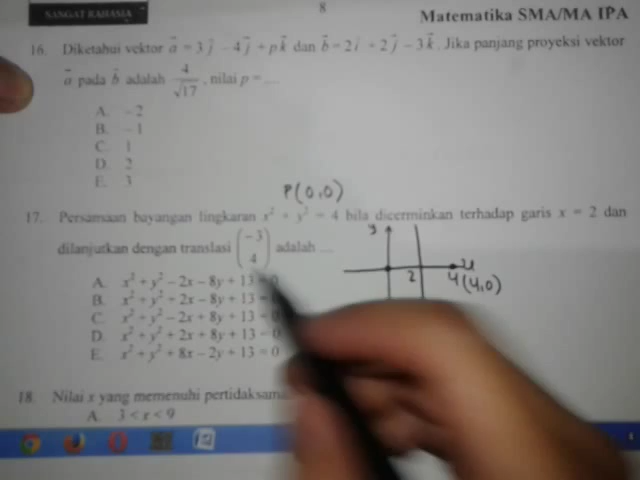 SANGAT RAHASIA
8
Matematika SMA/MA IPA
16. Diketahui vektor a = 3j − 4j + pk dan b = 2i + 2j − 3k. Jika panjang proyeksi vektor
a pada b adalah 4/√17, nilai p = ....
A. −2
B. −1
C. 1
D. 2
E. 3
P(0,0)
17. Persamaan bayangan lingkaran x² + y² = 4 bila dicerminkan terhadap garis x = 2 dan
dilanjutkan dengan translasi (−3 4) adalah ....
y
x
2
4(4,0)
A. x² + y² − 2x − 8y + 13 = 0
B. x² + y² + 2x − 8y + 13 = 0
C. x² + y² − 2x + 8y + 13 = 0
D. x² + y² + 2x + 8y + 13 = 0
E. x² + y² + 8x − 2y + 13 = 0
18. Nilai x yang memenuhi pertidaksama
A. 3 < x < 9